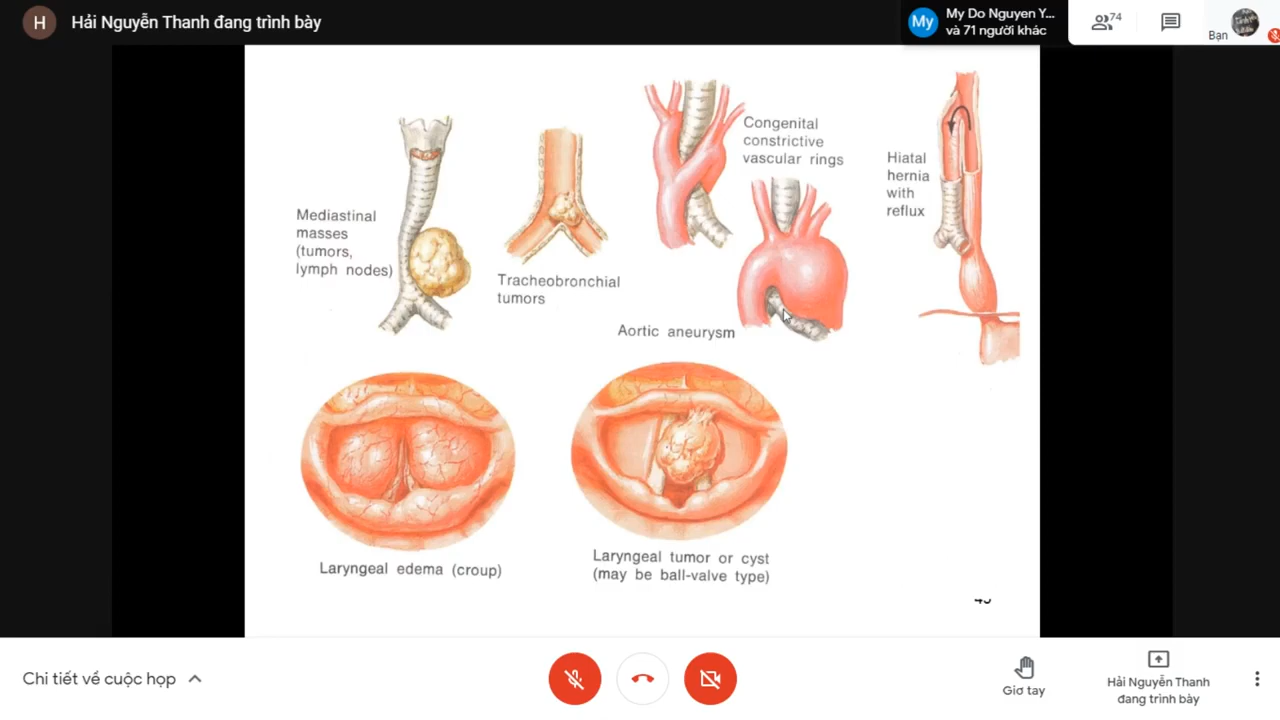 H
Hải Nguyễn Thanh đang trình bày
My
My Do Nguyen Y...
và 71 người khác
74
Bạn
Congenital
constrictive
vascular rings
Hiatal
hernia
with
reflux
Mediastinal
masses
(tumors,
lymph nodes)
Tracheobronchial
tumors
Aortic aneurysm
Laryngeal edema (croup)
Laryngeal tumor or cyst
(may be ball-valve type)
Chi tiết về cuộc họp
Giơ tay
Hải Nguyễn Thanh
đang trình bày